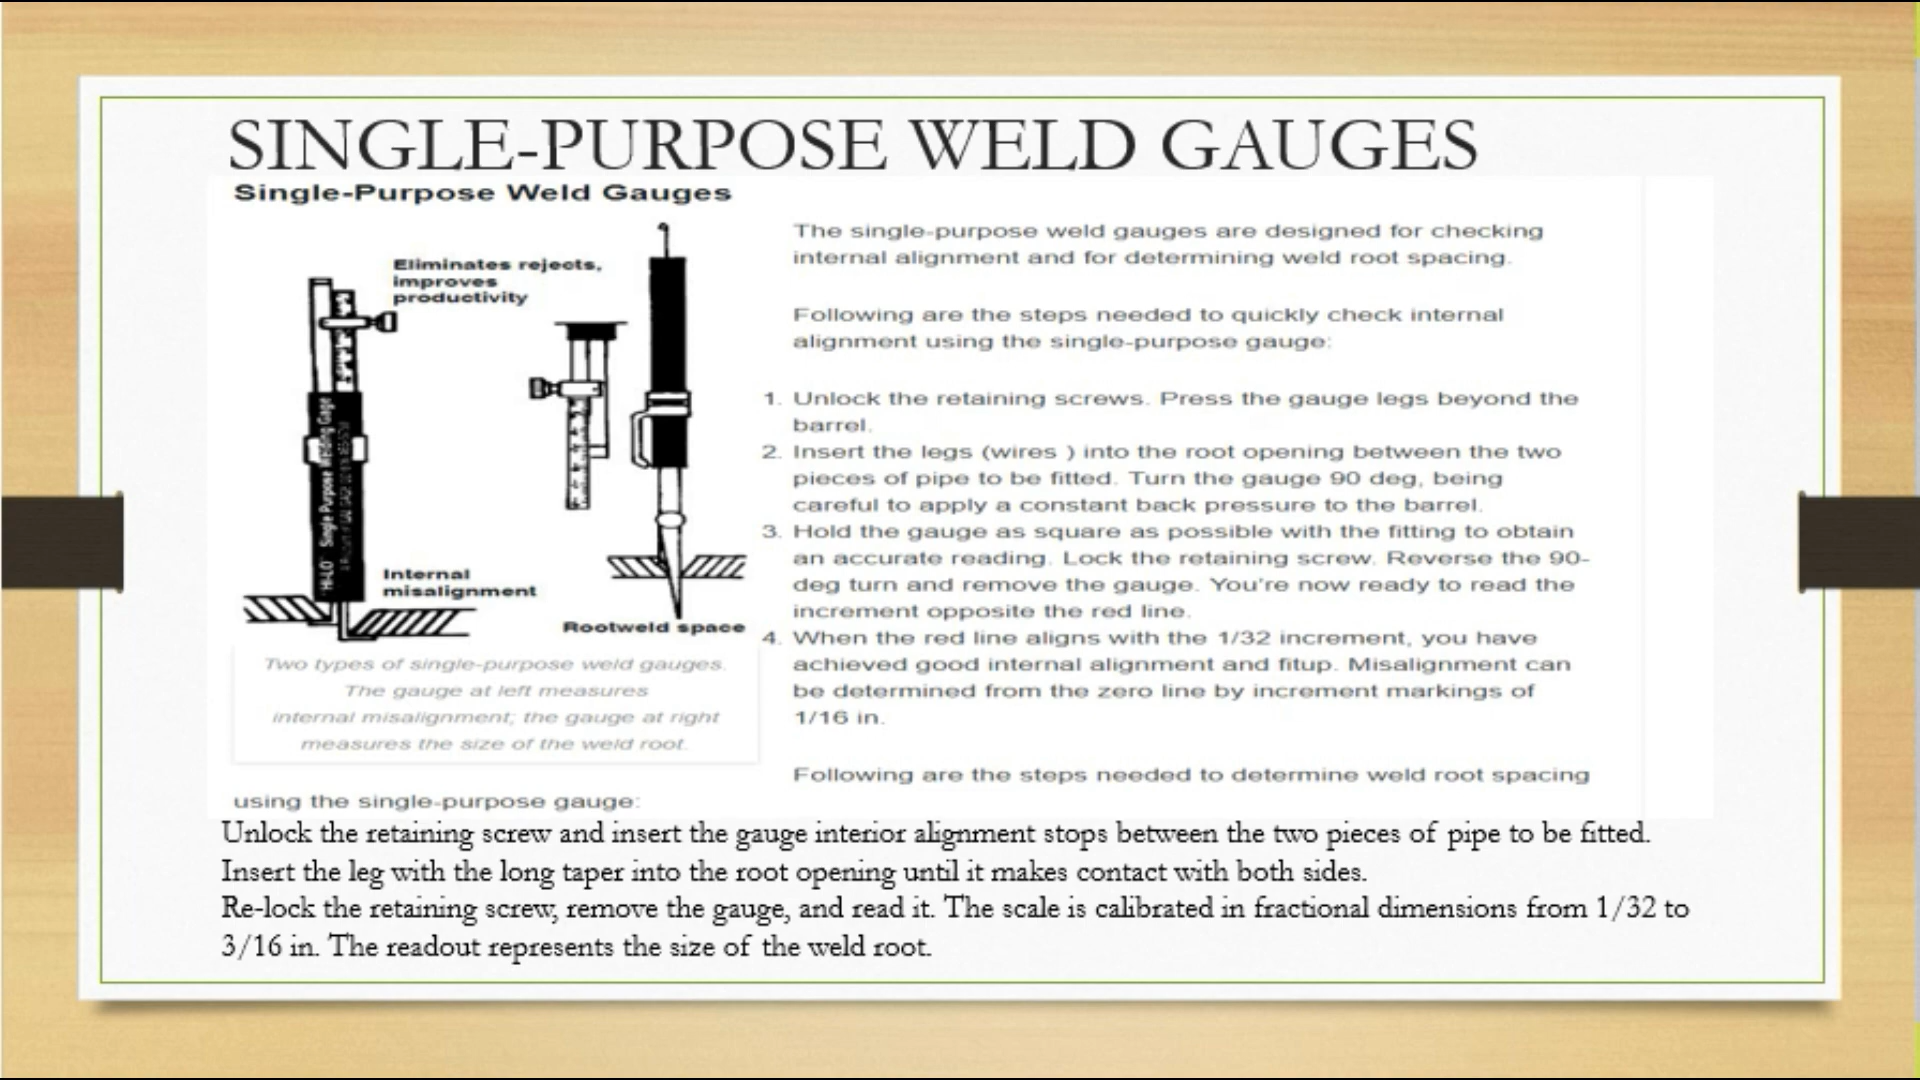 SINGLE-PURPOSE WELD GAUGES
Single-Purpose Weld Gauges
Eliminates rejects,
improves
productivity
"HI-LO" Single Purpose Welding Gage
Internal
misalignment
Rootweld space
Two types of single-purpose weld gauges.
The gauge at left measures
internal misalignment; the gauge at right
measures the size of the weld root.
The single-purpose weld gauges are designed for checking
internal alignment and for determining weld root spacing.
Following are the steps needed to quickly check internal
alignment using the single-purpose gauge:
1. Unlock the retaining screws. Press the gauge legs beyond the
barrel.
2. Insert the legs (wires ) into the root opening between the two
pieces of pipe to be fitted. Turn the gauge 90 deg, being
careful to apply a constant back pressure to the barrel.
3. Hold the gauge as square as possible with the fitting to obtain
an accurate reading. Lock the retaining screw. Reverse the 90-
deg turn and remove the gauge. You're now ready to read the
increment opposite the red line.
4. When the red line aligns with the 1/32 increment, you have
achieved good internal alignment and fitup. Misalignment can
be determined from the zero line by increment markings of
1/16 in.
Following are the steps needed to determine weld root spacing
using the single-purpose gauge:
Unlock the retaining screw and insert the gauge interior alignment stops between the two pieces of pipe to be fitted.
Insert the leg with the long taper into the root opening until it makes contact with both sides.
Re-lock the retaining screw, remove the gauge, and read it. The scale is calibrated in fractional dimensions from 1/32 to
3/16 in. The readout represents the size of the weld root.